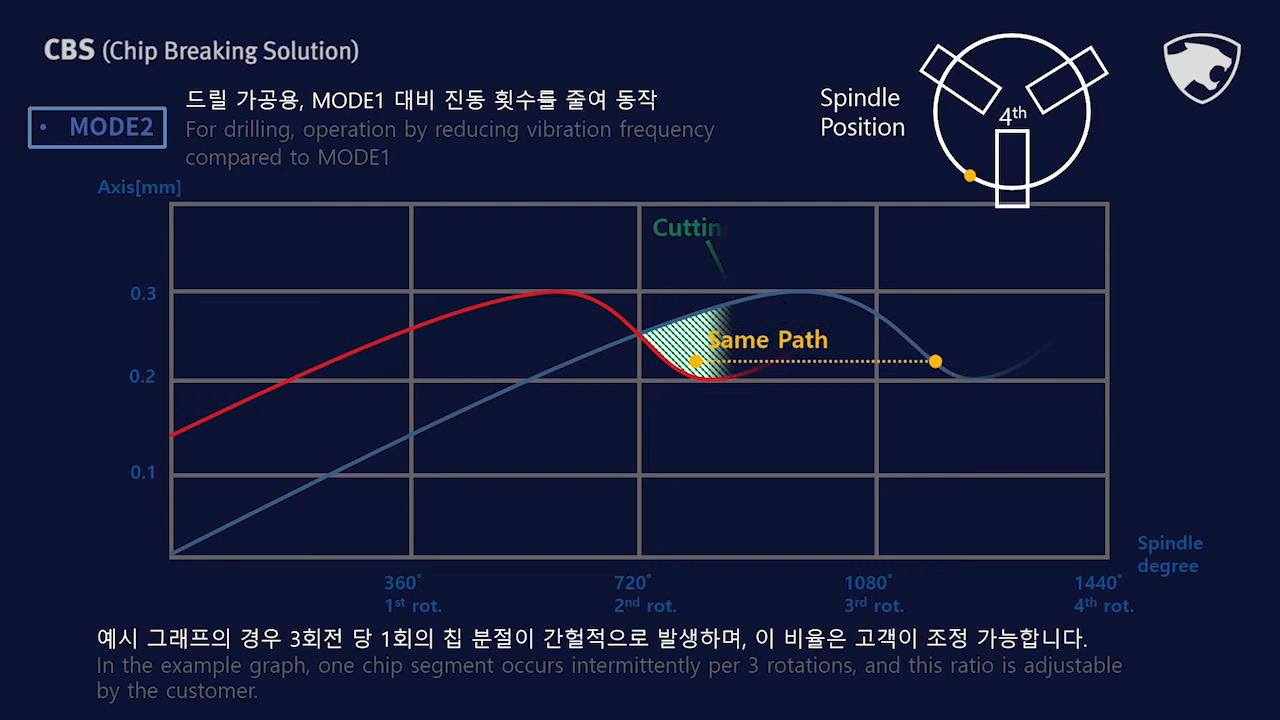 CBS (Chip Breaking Solution)
• MODE2
드릴 가공용, MODE1 대비 진동 횟수를 줄여 동작
For drilling, operation by reducing vibration frequency
compared to MODE1
Spindle
Position
4th
Axis[mm]
Cuttin
0.3
Same Path
0.2
0.1
Spindle
degree
360˚ 720˚ 1080˚ 1440˚
1st rot. 2nd rot. 3rd rot. 4th rot.
예시 그래프의 경우 3회전 당 1회의 칩 분절이 간헐적으로 발생하며, 이 비율은 고객이 조정 가능합니다.
In the example graph, one chip segment occurs intermittently per 3 rotations, and this ratio is adjustable
by the customer.